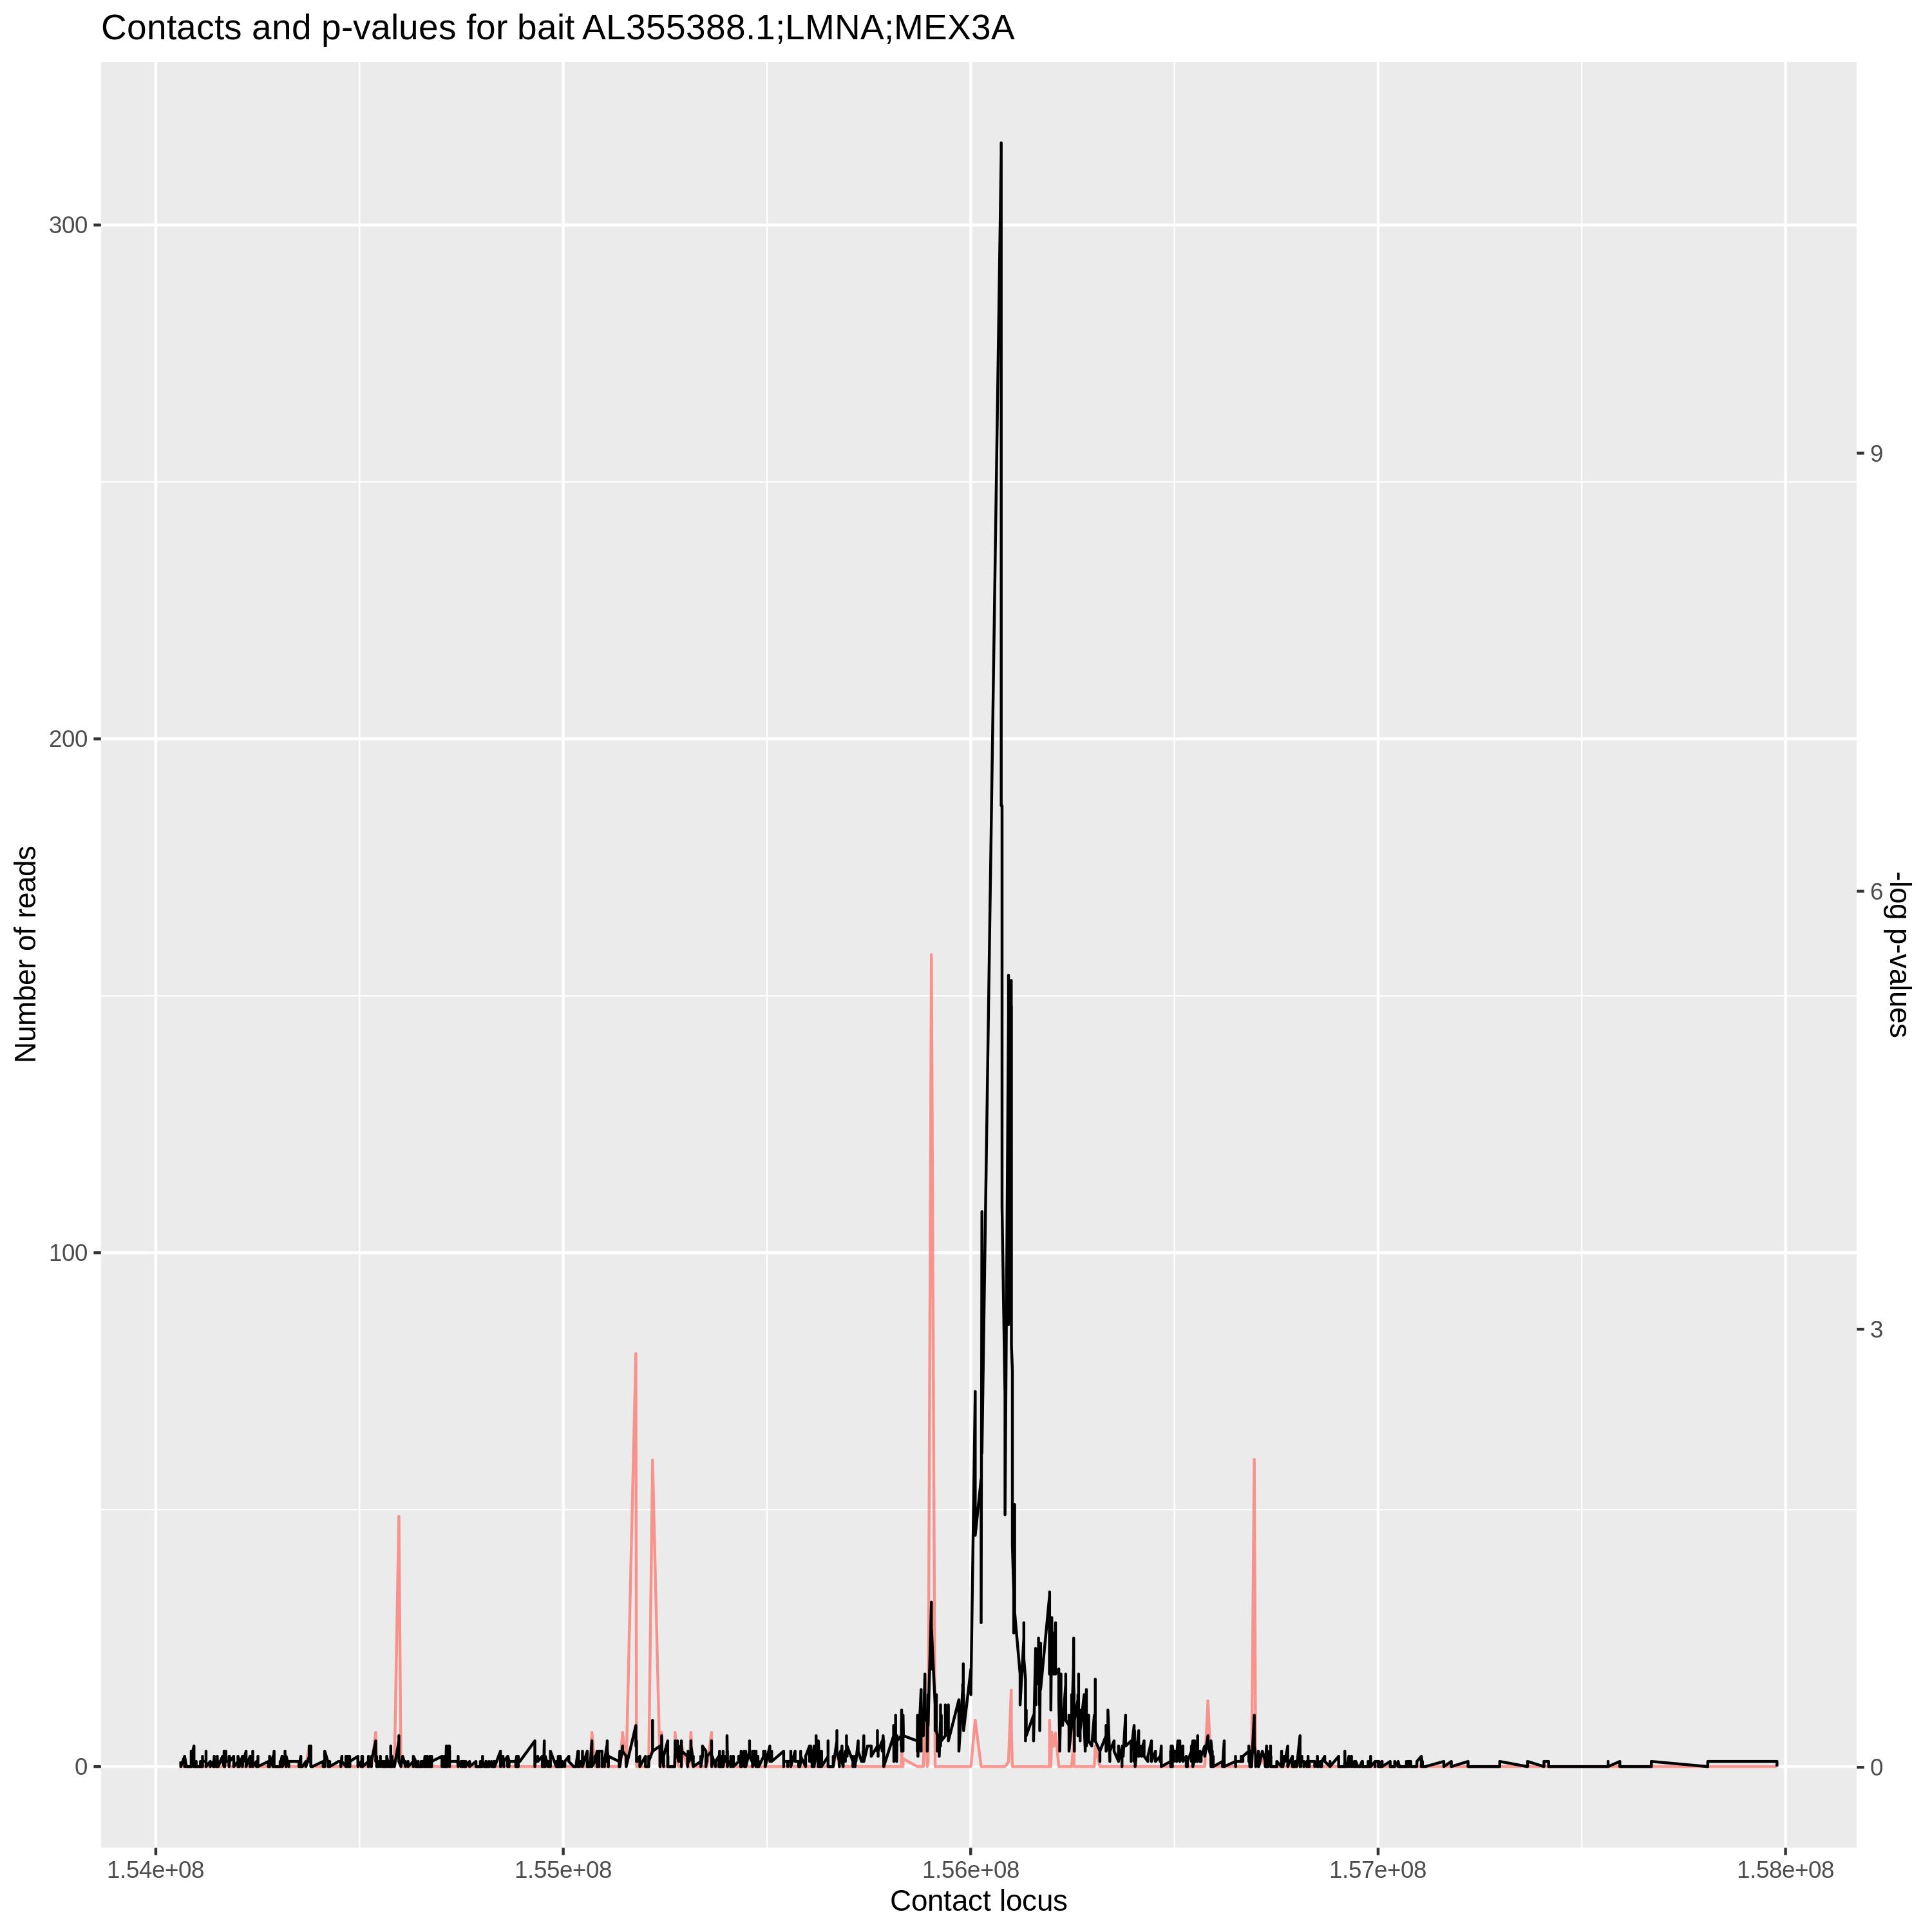 Contacts and p-values for bait AL355388.1;LMNA;MEX3A
Number of reads
300
200
100
0
9
6
3
0
-log p-values
1.54e+08
1.55e+08
1.56e+08
1.57e+08
1.58e+08
Contact locus